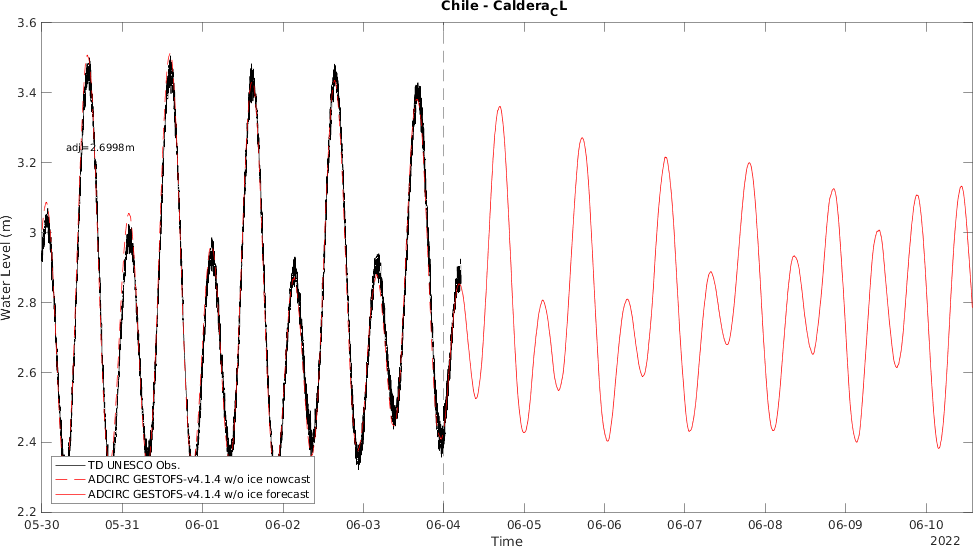 Chile - Caldera_CL
3.6
3.4
3.2
3
2.8
2.6
2.4
2.2
Water Level (m)
adj=2.6998m
TD UNESCO Obs.
ADCIRC GESTOFS-v4.1.4 w/o ice nowcast
ADCIRC GESTOFS-v4.1.4 w/o ice forecast
05-30 05-31 06-01 06-02 06-03 06-04 06-05 06-06 06-07 06-08 06-09 06-10
Time
2022